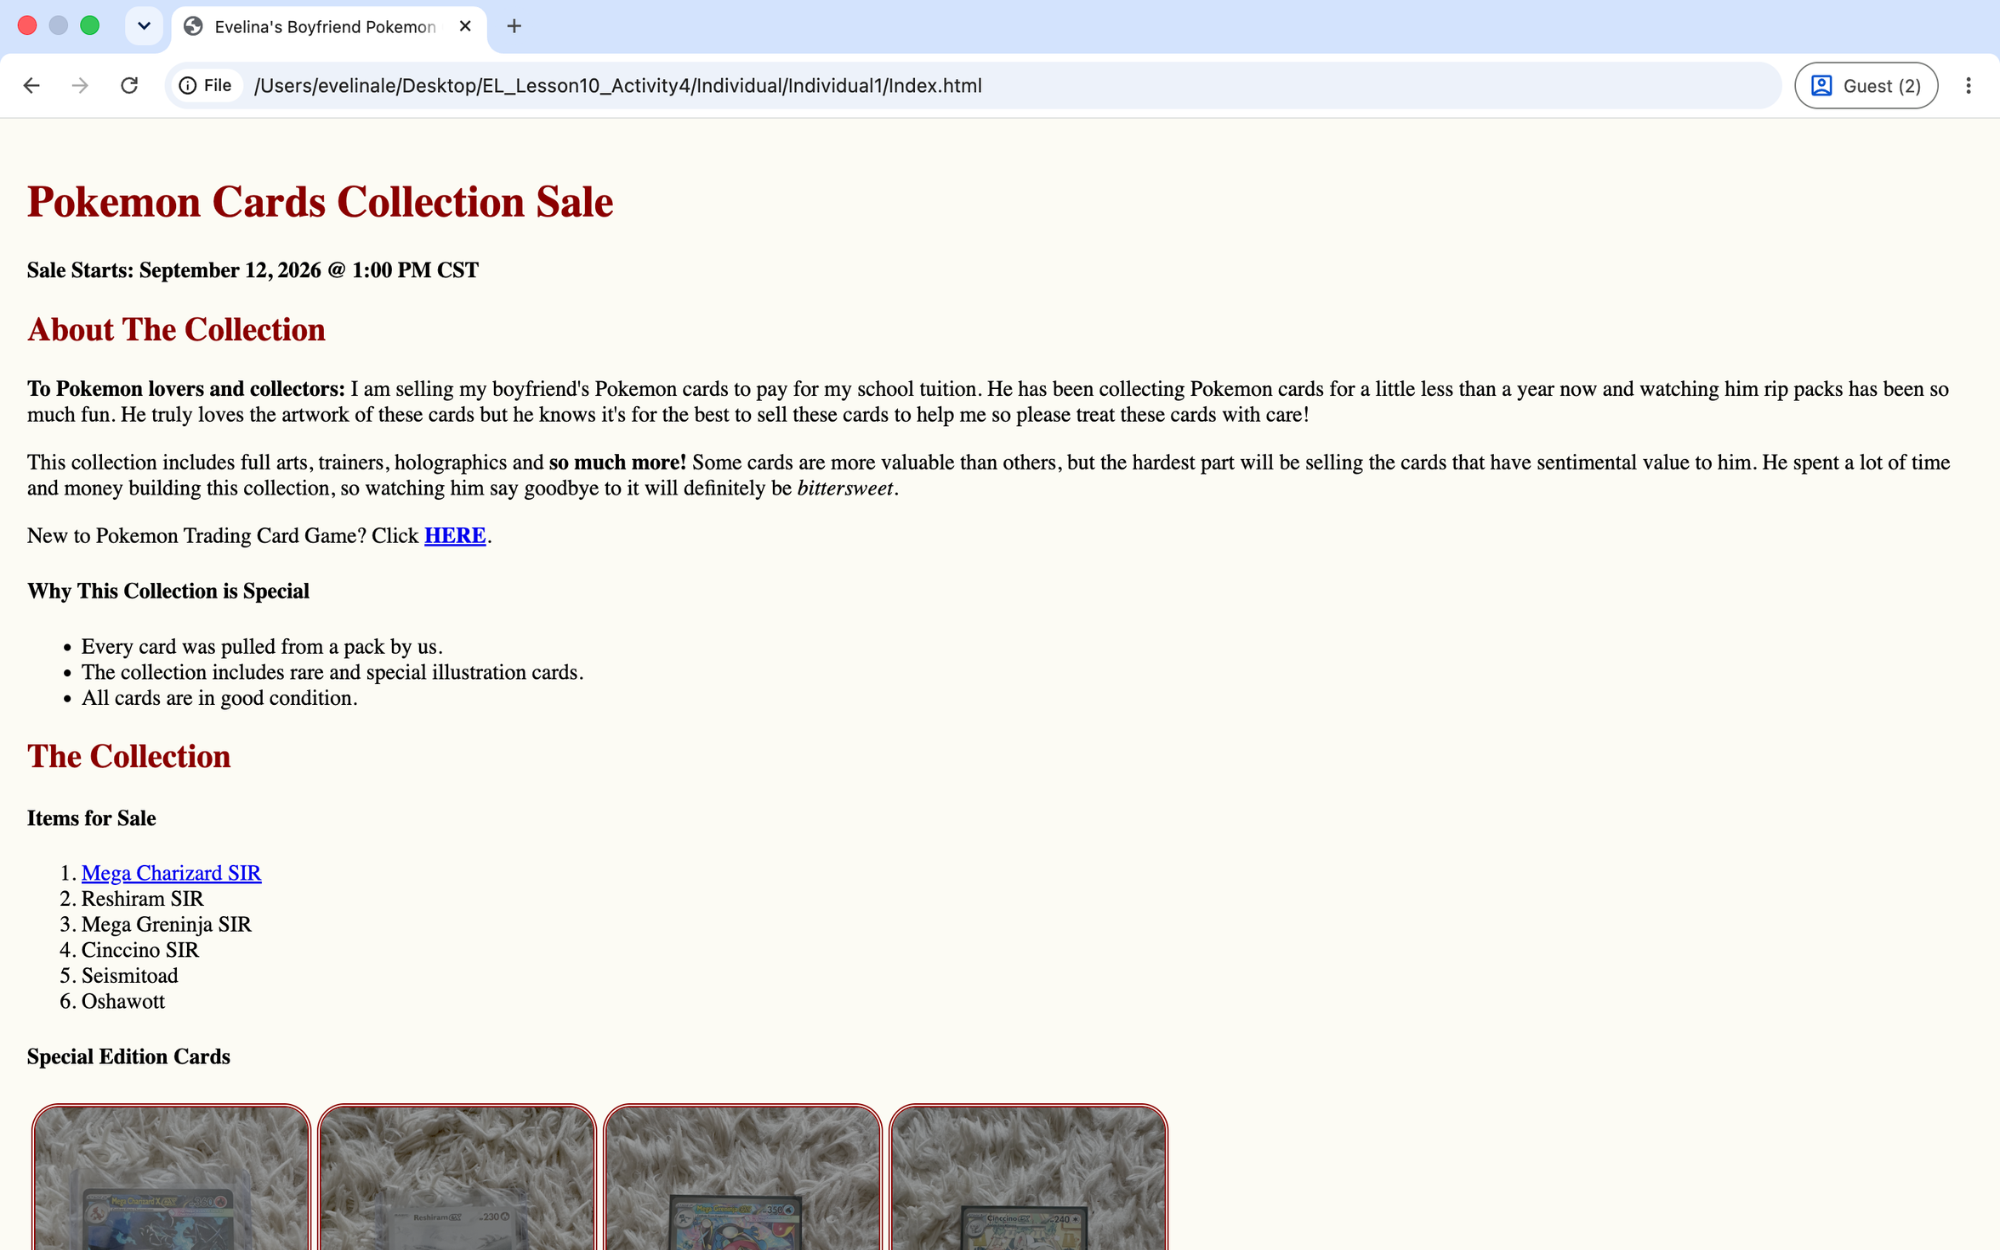 Evelina's Boyfriend Pokemon
File /Users/evelinale/Desktop/EL_Lesson10_Activity4/Individual/Individual1/Index.html Guest (2)
Pokemon Cards Collection Sale
Sale Starts: September 12, 2026 @ 1:00 PM CST
About The Collection
To Pokemon lovers and collectors: I am selling my boyfriend's Pokemon cards to pay for my school tuition. He has been collecting Pokemon cards for a little less than a year now and watching him rip packs has been so
much fun. He truly loves the artwork of these cards but he knows it's for the best to sell these cards to help me so please treat these cards with care!
This collection includes full arts, trainers, holographics and so much more! Some cards are more valuable than others, but the hardest part will be selling the cards that have sentimental value to him. He spent a lot of time
and money building this collection, so watching him say goodbye to it will definitely be bittersweet.
New to Pokemon Trading Card Game? Click HERE.
Why This Collection is Special
• Every card was pulled from a pack by us.
• The collection includes rare and special illustration cards.
• All cards are in good condition.
The Collection
Items for Sale
1. Mega Charizard SIR
2. Reshiram SIR
3. Mega Greninja SIR
4. Cinccino SIR
5. Seismitoad
6. Oshawott
Special Edition Cards
Mega Charizard X
Reshiram ex 230
350
Cinccino ex 240